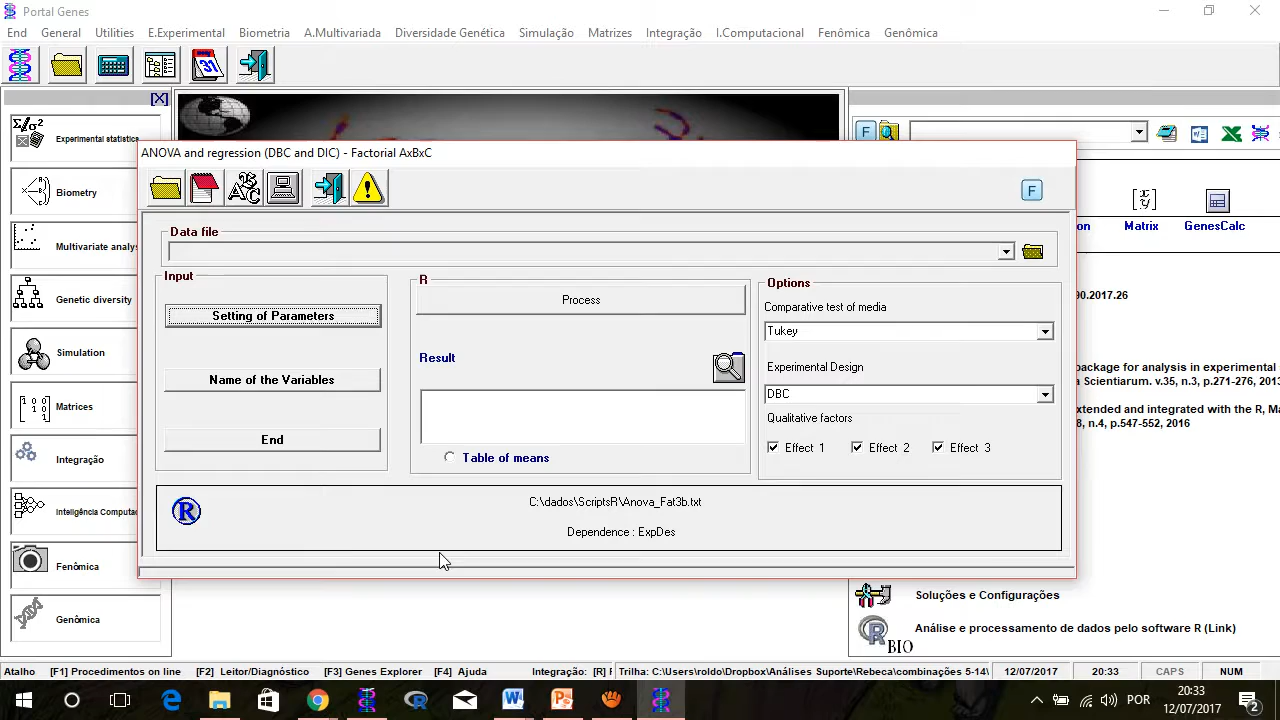 Portal Genes
End General Utilities E.Experimental Biometria A.Multivariada Diversidade Genética Simulação Matrizes Integração I.Computacional Fenômica Genômica
31
[X]
Σ/σ²
Experimental statistics
Biometry
Multivariate analys
Genetic diversity
Simulation
Matrices
Integração
Inteligência Computac
Fenômica
Genômica
F
ANOVA and regression (DBC and DIC) - Factorial AxBxC
F
Data file
Input
Setting of Parameters
Name of the Variables
End
R
Process
Result
Table of means
Options
Comparative test of media
Tukey
Experimental Design
DBC
Qualitative factors
Effect 1 Effect 2 Effect 3
R
C:\dados\ScriptsR\Anova_Fat3b.txt
Dependence : ExpDes
on Matrix GenesCalc
90.2017.26
package for analysis in experimental
a Scientiarum. v.35, n.3, p.271-276, 2013
xtended and integrated with the R, Ma
8, n.4, p.547-552, 2016
Soluções e Configurações
Análise e processamento de dados pelo software R (Link)
R BIO
Atalho [F1] Procedimentos on line [F2] Leitor/Diagnóstico [F3] Genes Explorer [F4] Ajuda Integração: [R] Trilha: C:\Users\roldo\Dropbox\Análises Suporte\Rebeca\combinações 5-14\ 12/07/2017 20:33 CAPS NUM
POR 20:33
12/07/2017
2